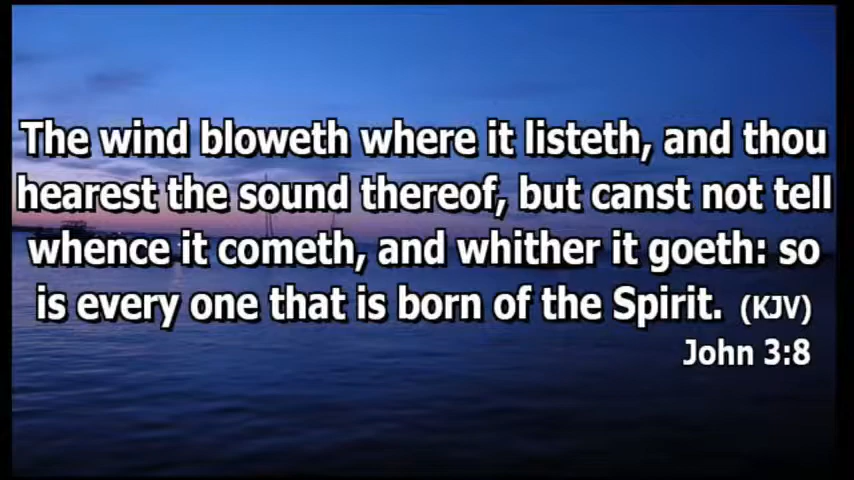 The wind bloweth where it listeth, and thou
hearest the sound thereof, but canst not tell
whence it cometh, and whither it goeth: so
is every one that is born of the Spirit. (KJV)
John 3:8